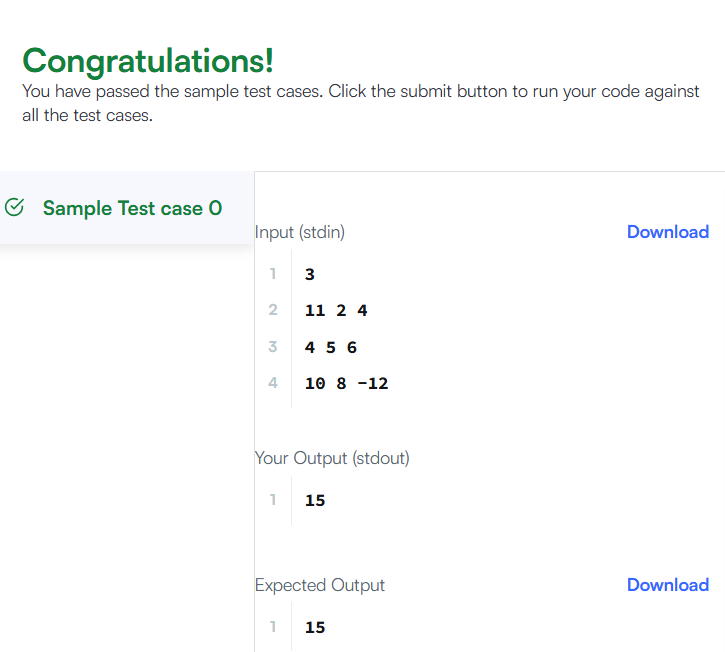 Congratulations!
You have passed the sample test cases. Click the submit button to run your code against
all the test cases.
Sample Test case 0
Input (stdin)
Download
1 3
2 11 2 4
3 4 5 6
4 10 8 -12
Your Output (stdout)
1 15
Expected Output
Download
1 15